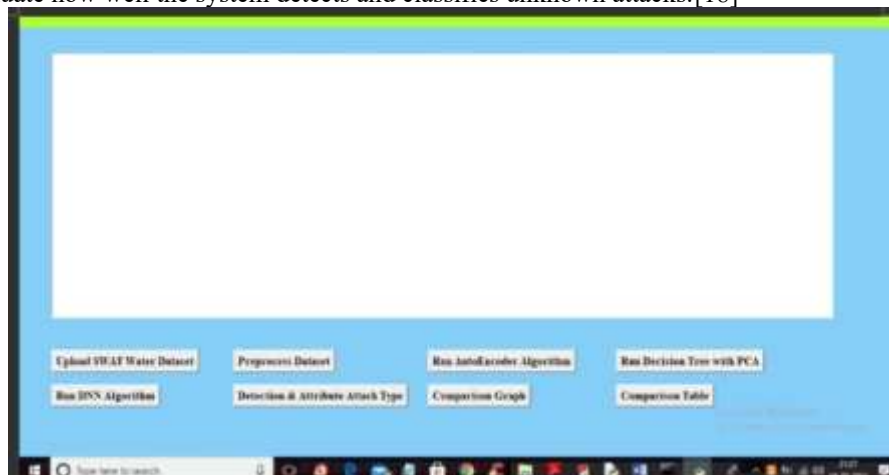 how well the system detects and classifies unknown attacks.[18]
Upload SWAT Water Dataset Preprocess Dataset Run AutoEncoder Algorithm Run Decision Tree with PCA
Run DNN Algorithm Detection & Attribute Attack Type Comparison Graph Comparison Table
Type here to search